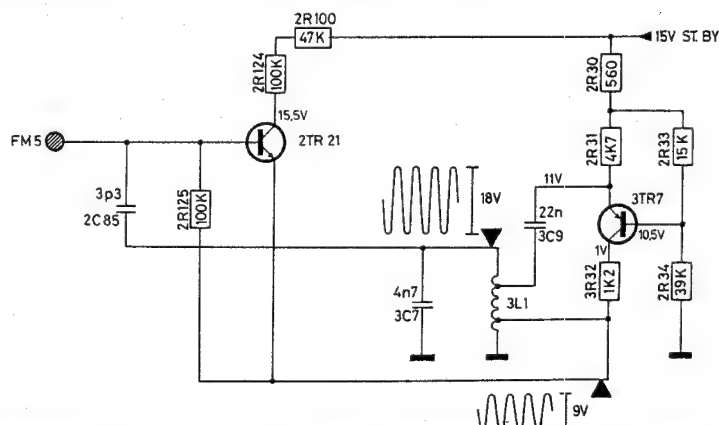 2R100
47K
15V ST. BY
2R124
100K
2R30
560
15,5V
FM5
2TR 21
2R31
4K7
2R33
15K
3p3
2C85
2R125
100K
18V
11V
22n
3C9
3TR7
10,5V
1V
4n7
3C7
3L1
3R32
1K2
2R34
39K
9V